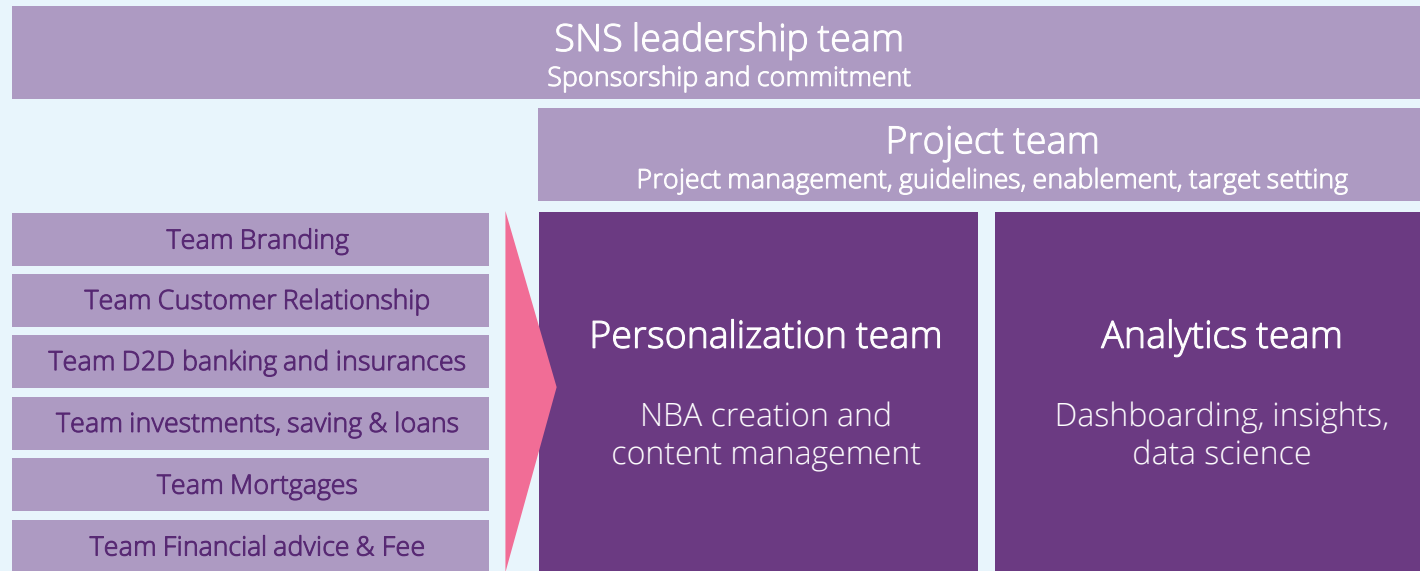 SNS leadership team
Sponsorship and commitment
Project team
Project management, guidelines, enablement, target setting
Team Branding
Team Customer Relationship
Team D2D banking and insurances
Team investments, saving & loans
Team Mortgages
Team Financial advice & Fee
Personalization team
NBA creation and
content management
Analytics team
Dashboarding, insights,
data science